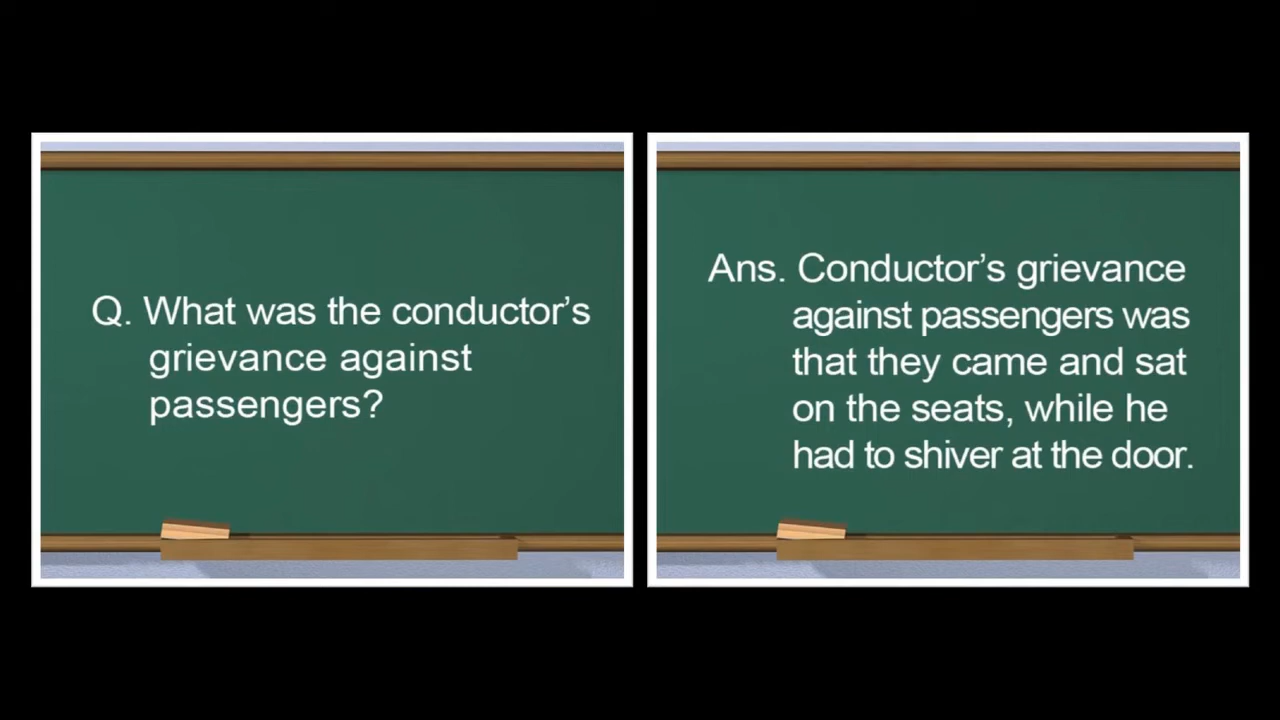 Q. What was the conductor’s
grievance against
passengers?
Ans. Conductor’s grievance
against passengers was
that they came and sat
on the seats, while he
had to shiver at the door.